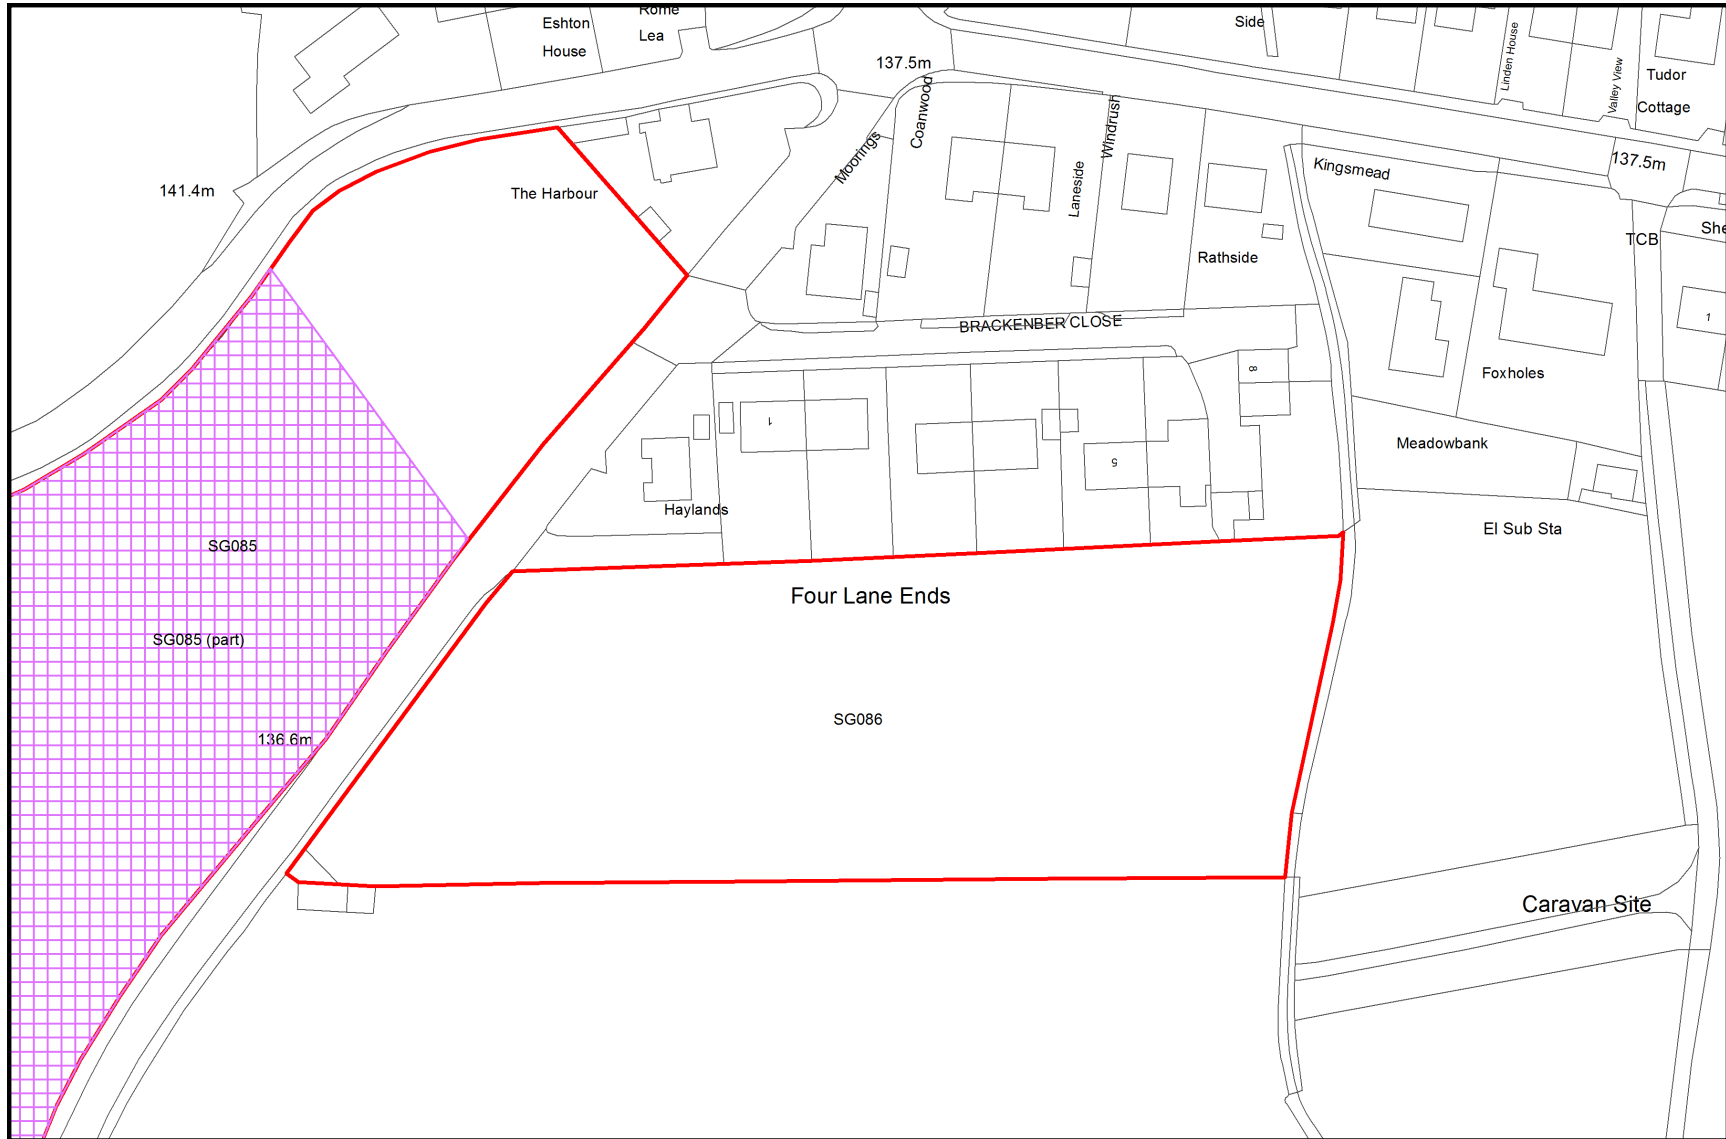 Eshton
House
Rome
Lea
Side
Linden House
Valley View
Tudor
Cottage
137.5m
Coanwood
Windrush
Moorings
Laneside
Kingsmead
137.5m
141.4m
The Harbour
TCB
She
Rathside
1
BRACKENBER CLOSE
8
Foxholes
1
5
Meadowbank
Haylands
El Sub Sta
SG085
Four Lane Ends
SG085 (part)
SG086
136.6m
Caravan Site